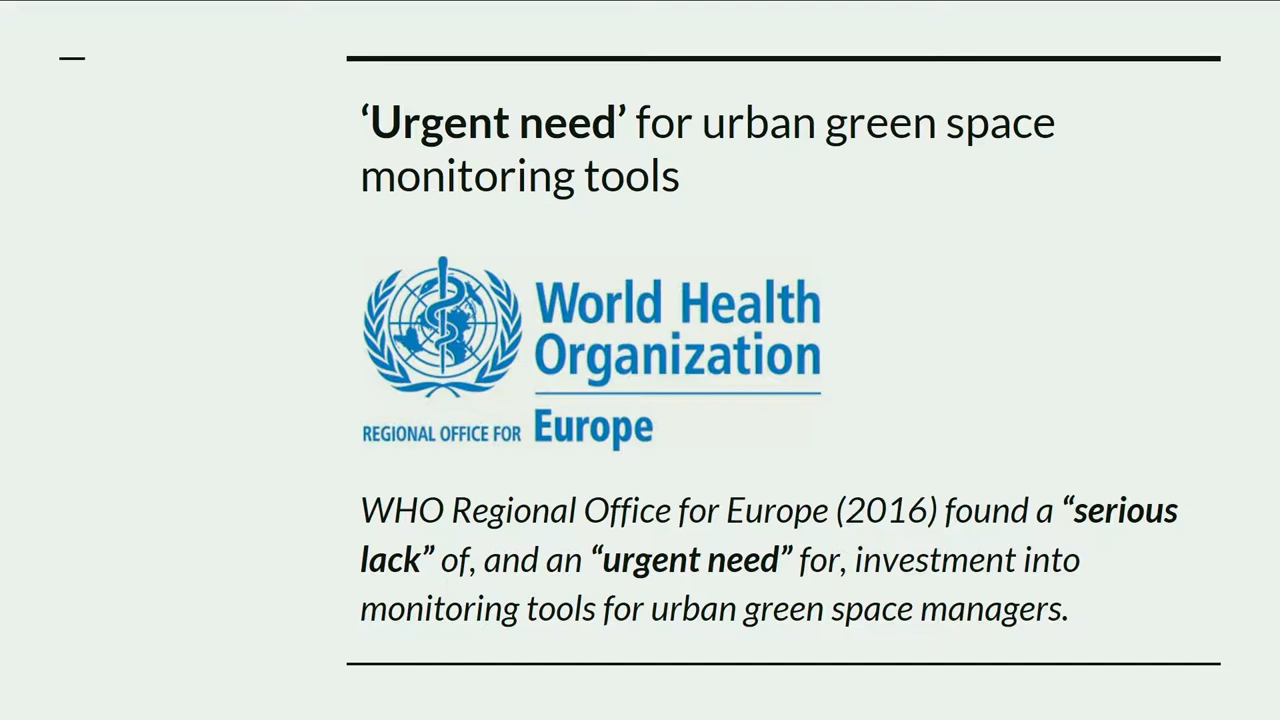 ‘Urgent need’ for urban green space
monitoring tools
World Health
Organization
REGIONAL OFFICE FOR Europe
WHO Regional Office for Europe (2016) found a “serious
lack” of, and an “urgent need” for, investment into
monitoring tools for urban green space managers.